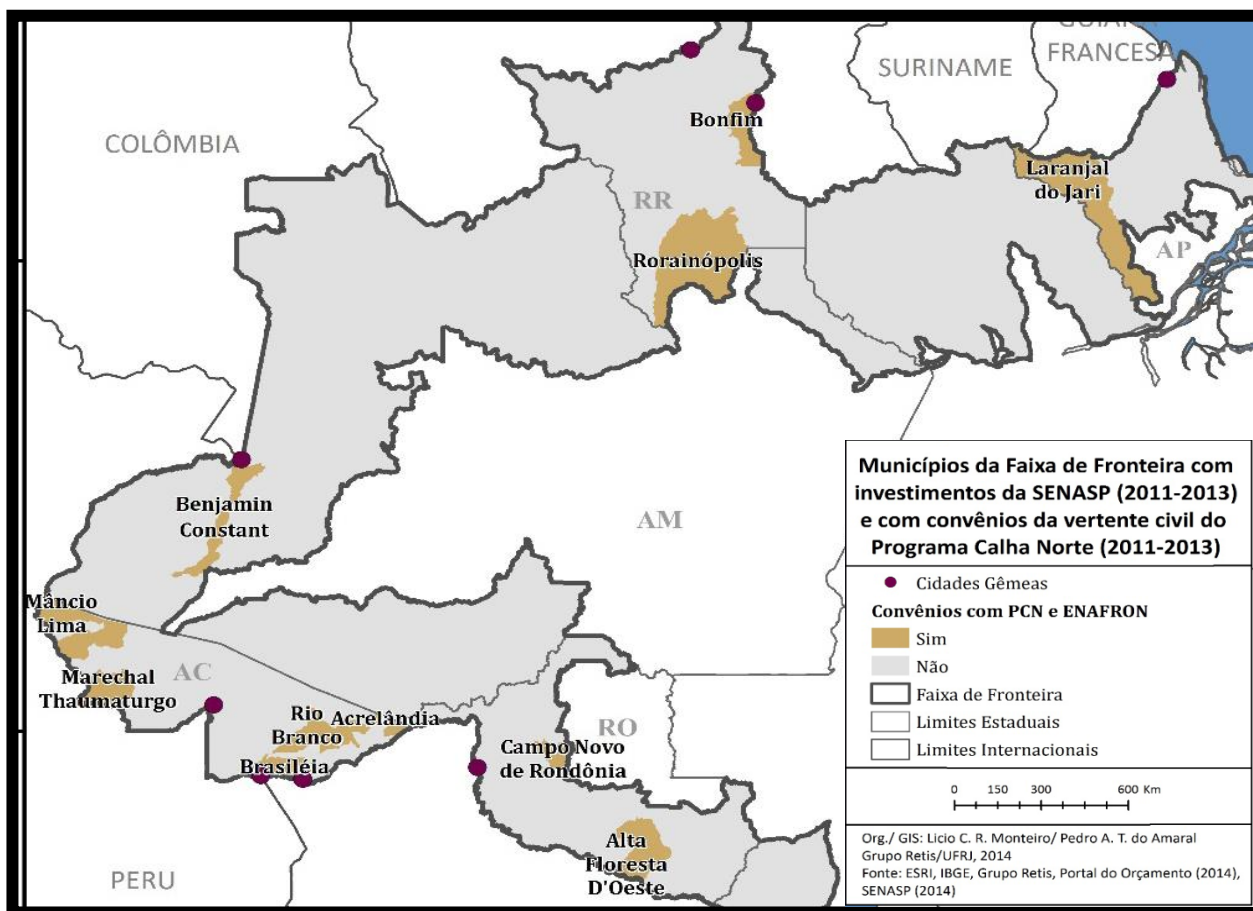 GUIANA
FRANCESA
SURINAME
COLÔMBIA
Bonfim
Laranjal
do Jari
RR
AP
Rorainópolis
Benjamin
Constant
AM
Mâncio
Lima
AC
Marechal
Thaumaturgo
Rio
Branco
Acrelândia
Brasiléia
RO
Campo Novo
de Rondônia
Alta
Floresta
D'Oeste
PERU
Municípios da Faixa de Fronteira com
investimentos da SENASP (2011-2013)
e com convênios da vertente civil do
Programa Calha Norte (2011-2013)
Cidades Gêmeas
Convênios com PCN e ENAFRON
Sim
Não
Faixa de Fronteira
Limites Estaduais
Limites Internacionais
0 150 300 600 Km
Org./ GIS: Licio C. R. Monteiro/ Pedro A. T. do Amaral
Grupo Retis/UFRJ, 2014
Fonte: ESRI, IBGE, Grupo Retis, Portal do Orçamento (2014),
SENASP (2014)